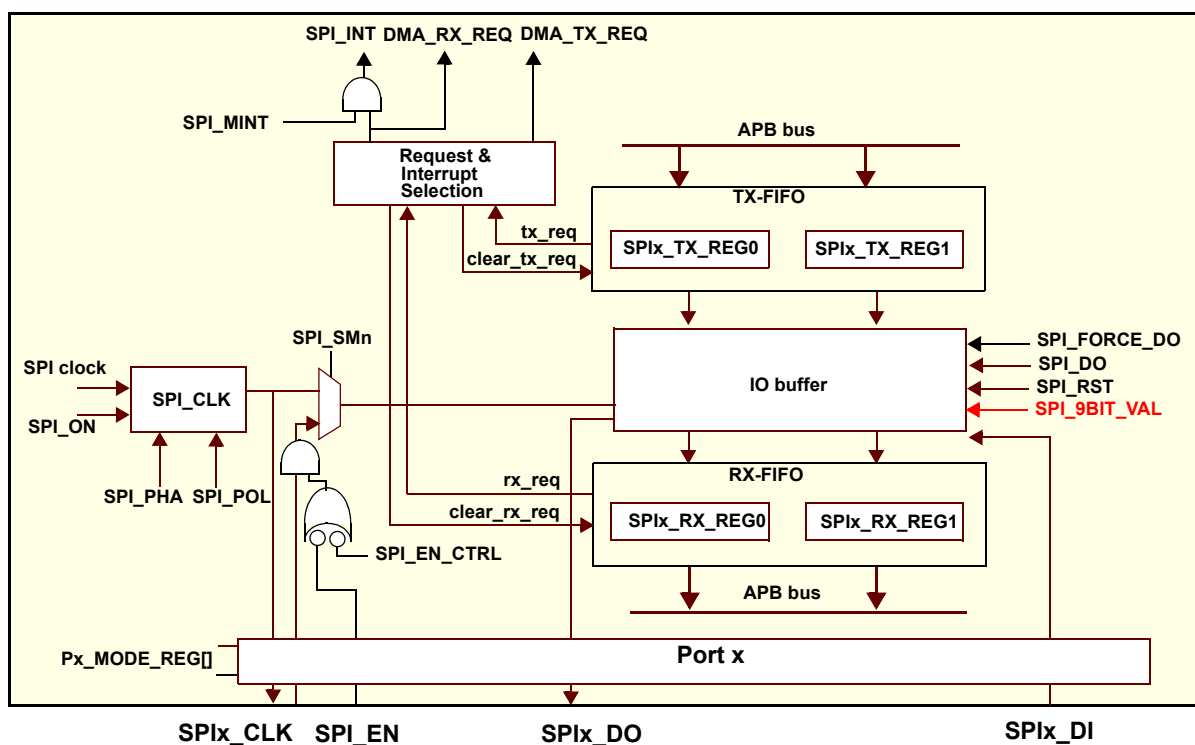 SPI_INT DMA_RX_REQ DMA_TX_REQ
SPI_MINT
APB bus
Request &
Interrupt
Selection
TX-FIFO
tx_req
SPIx_TX_REG0
SPIx_TX_REG1
clear_tx_req
SPI_SMn
SPI_FORCE_DO
SPI clock
SPI_DO
IO buffer
SPI_RST
SPI_CLK
SPI_9BIT_VAL
SPI_ON
RX-FIFO
rx_req
SPI_PHA
SPI_POL
clear_rx_req
SPIx_RX_REG0
SPIx_RX_REG1
SPI_EN_CTRL
APB bus
Px_MODE_REG[]
Port x
SPIx_CLK SPI_EN SPIx_DO SPIx_DI